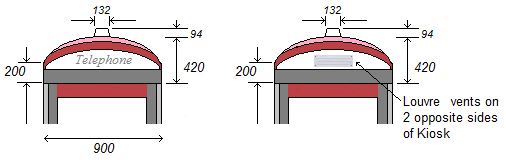 132
94
Telephone
200
420
900
132
94
200
420
Louvre vents on
2 opposite sides
of Kiosk